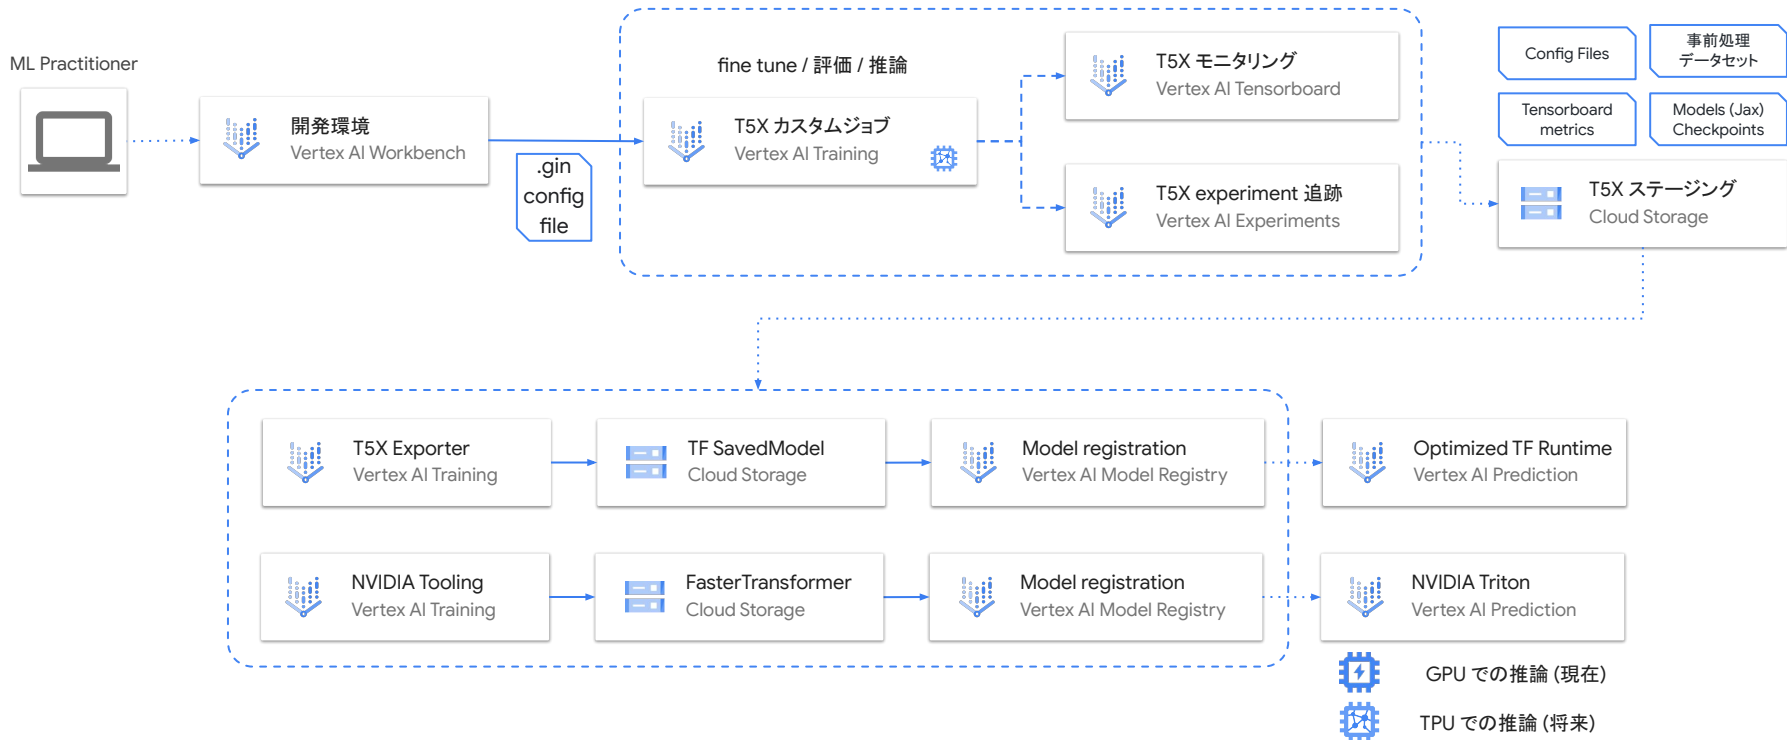 ML Practitioner
開発環境
Vertex AI Workbench
.gin
config
file
fine tune / 評価 / 推論
T5X カスタムジョブ
Vertex AI Training
T5X モニタリング
Vertex AI Tensorboard
T5X experiment 追跡
Vertex AI Experiments
Config Files
事前処理
データセット
Tensorboard
metrics
Models (Jax)
Checkpoints
T5X ステージング
Cloud Storage
T5X Exporter
Vertex AI Training
TF SavedModel
Cloud Storage
Model registration
Vertex AI Model Registry
Optimized TF Runtime
Vertex AI Prediction
NVIDIA Tooling
Vertex AI Training
FasterTransformer
Cloud Storage
Model registration
Vertex AI Model Registry
NVIDIA Triton
Vertex AI Prediction
GPU での推論 (現在)
TPU での推論 (将来)